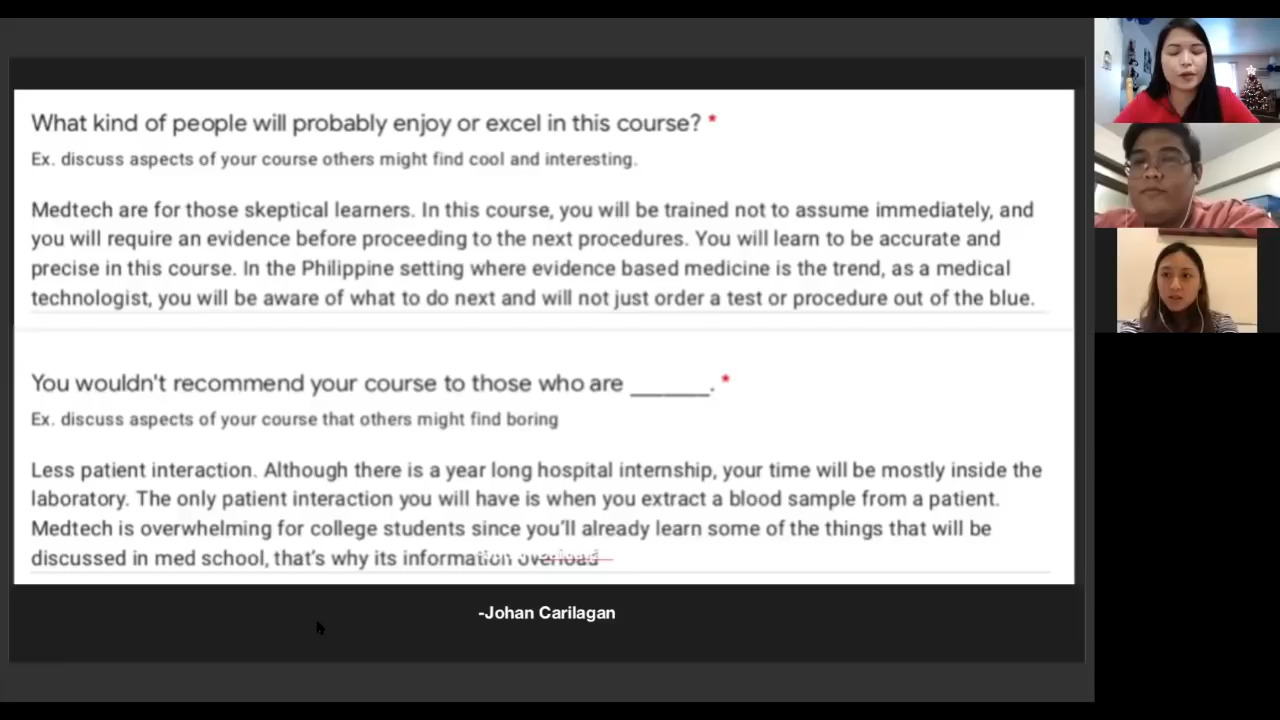 What kind of people will probably enjoy or excel in this course? *
Ex. discuss aspects of your course others might find cool and interesting.
Medtech are for those skeptical learners. In this course, you will be trained not to assume immediately, and
you will require an evidence before proceeding to the next procedures. You will learn to be accurate and
precise in this course. In the Philippine setting where evidence based medicine is the trend, as a medical
technologist, you will be aware of what to do next and will not just order a test or procedure out of the blue.
You wouldn't recommend your course to those who are _______. *
Ex. discuss aspects of your course that others might find boring
Less patient interaction. Although there is a year long hospital internship, your time will be mostly inside the
laboratory. The only patient interaction you will have is when you extract a blood sample from a patient.
Medtech is overwhelming for college students since you'll already learn some of the things that will be
discussed in med school, that's why its information overload
-Johan Carilagan